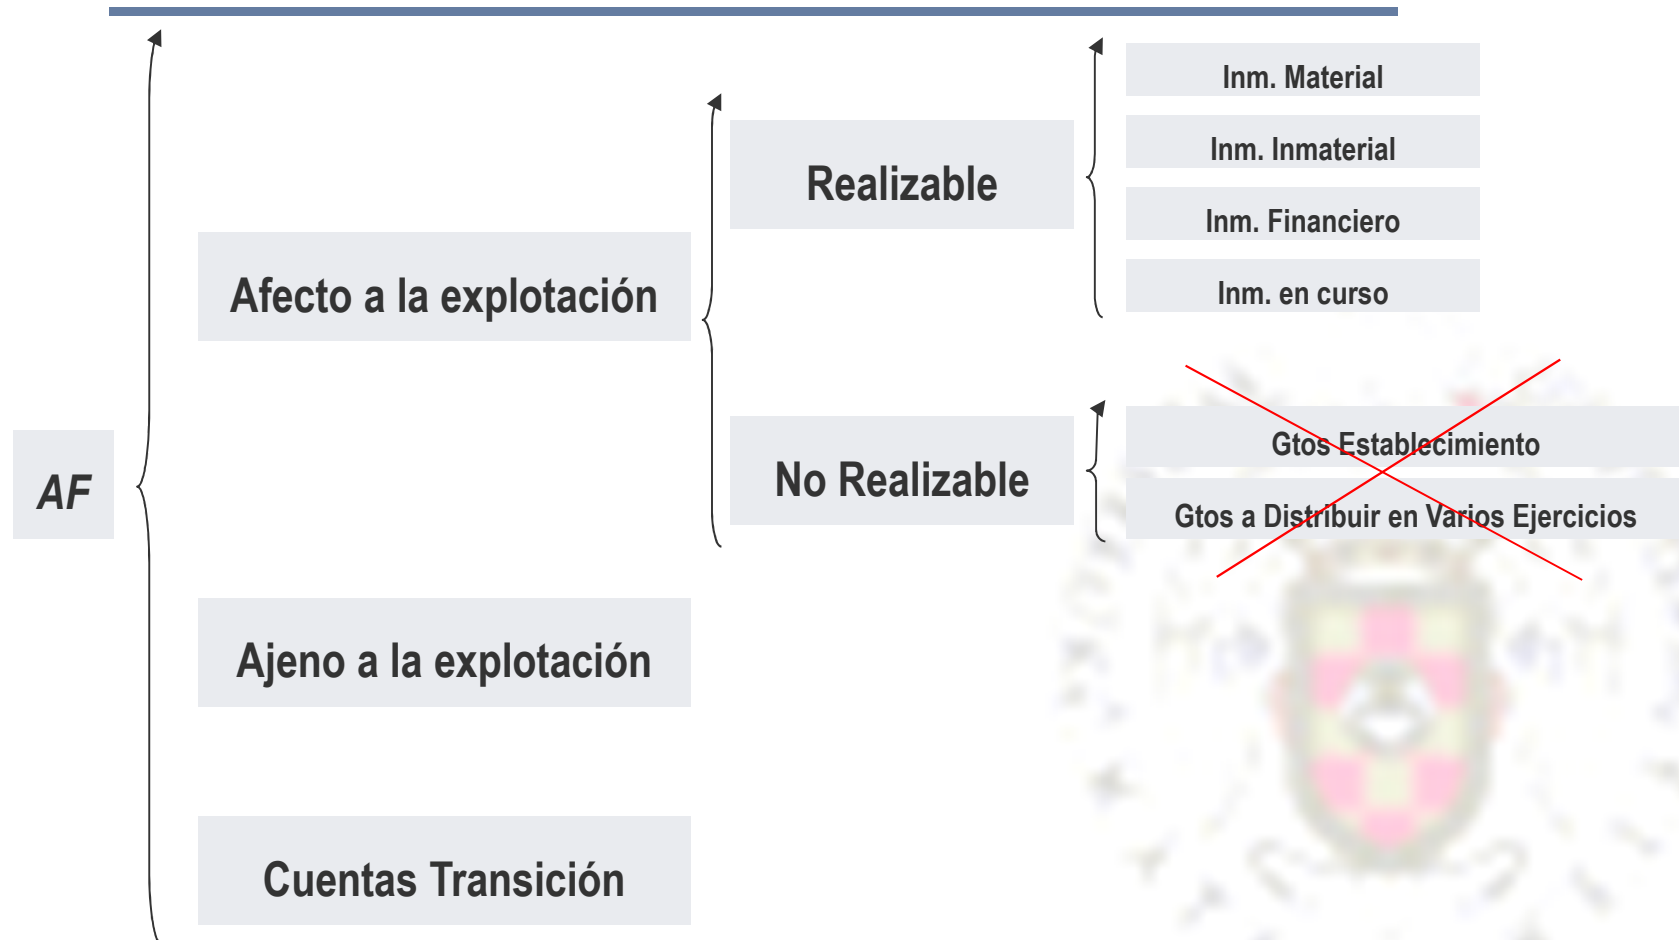 AF
Afecto a la explotación
Realizable
Inm. Material
Inm. Inmaterial
Inm. Financiero
Inm. en curso
No Realizable
Gtos Establecimiento
Gtos a Distribuir en Varios Ejercicios
Ajeno a la explotación
Cuentas Transición